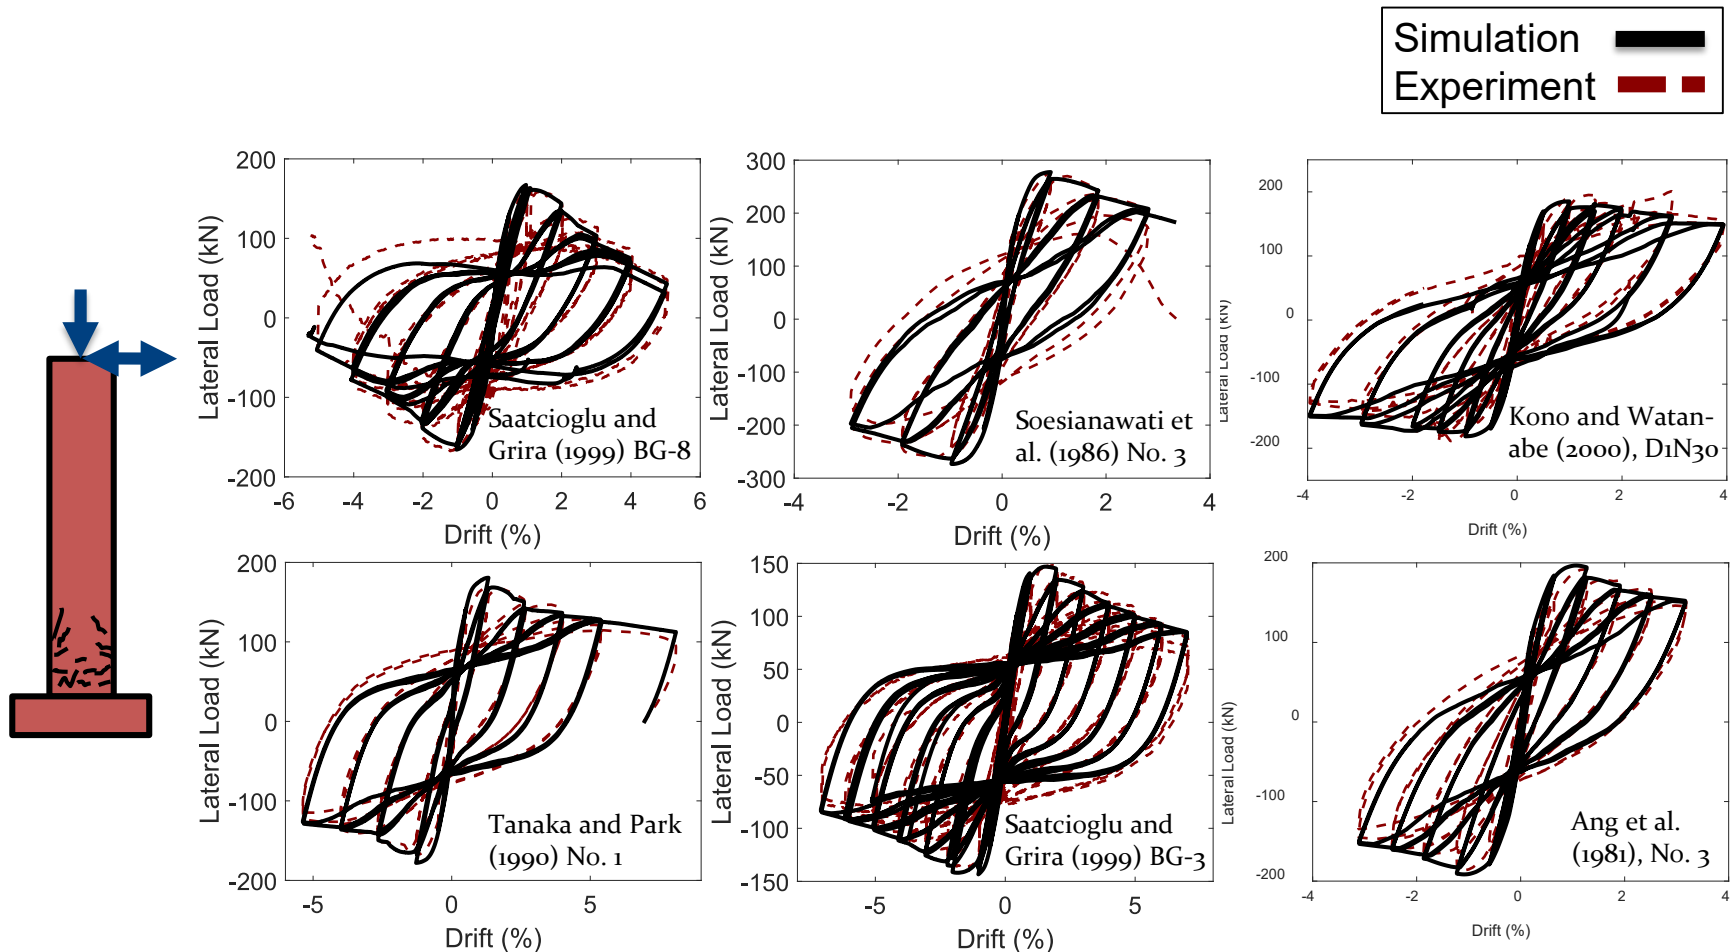 Simulation
Experiment
200
100
0
-100
-200
-6
-4
-2
0
2
4
6
Lateral Load (kN)
Drift (%)
Saatcioglu and
Grira (1999) BG-8
300
200
100
0
-100
-200
-300
-4
-2
0
2
4
Lateral Load (kN)
Drift (%)
Soesianawati et
al. (1986) No. 3
200
100
0
-100
-200
-4
-2
0
2
4
Lateral Load (kN)
Drift (%)
Kono and Watan-
abe (2000), D1N30
200
100
0
-100
-200
-5
0
5
Lateral Load (kN)
Drift (%)
Tanaka and Park
(1990) No. 1
150
100
50
0
-50
-100
-150
-5
0
5
Lateral Load (kN)
Drift (%)
Saatcioglu and
Grira (1999) BG-3
200
100
0
-100
-200
-4
-2
0
2
4
Lateral Load (kN)
Drift (%)
Ang et al.
(1981), No. 3